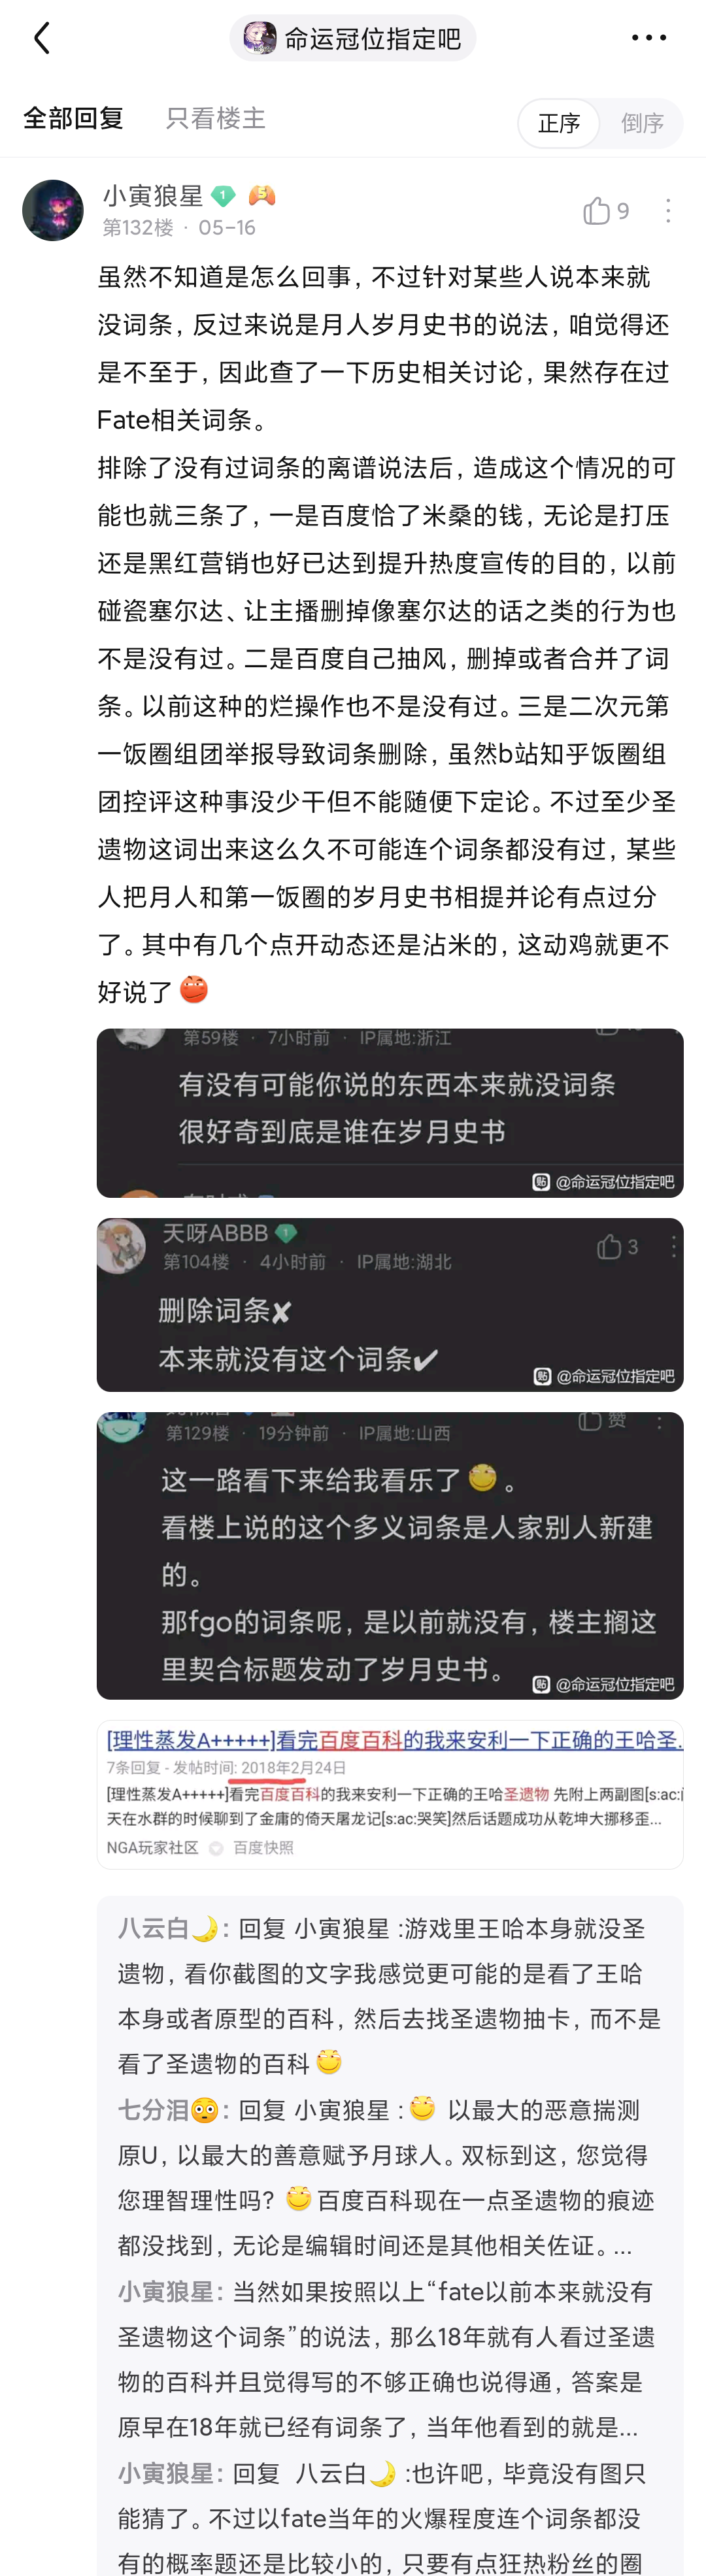 命运冠位指定吧
全部回复 只看楼主 正序 倒序
小寅狼星 1 5
第132楼 · 05-16 9
虽然不知道是怎么回事，不过针对某些人说本来就
没词条，反过来说是月人岁月史书的说法，咱觉得还
是不至于，因此查了一下历史相关讨论，果然存在过
Fate相关词条。
排除了没有过词条的离谱说法后，造成这个情况的可
能也就三条了，一是百度恰了米桑的钱，无论是打压
还是黑红营销也好已达到提升热度宣传的目的，以前
碰瓷塞尔达、让主播删掉像塞尔达的话之类的行为也
不是没有过。二是百度自己抽风，删掉或者合并了词
条。以前这种的烂操作也不是没有过。三是二次元第
一饭圈组团举报导致词条删除，虽然b站知乎饭圈组
团控评这种事没少干但不能随便下定论。不过至少圣
遗物这词出来这么久不可能连个词条都没有过，某些
人把月人和第一饭圈的岁月史书相提并论有点过分
了。其中有几个点开动态还是沾米的，这动鸡就更不
好说了
第59楼 · 7小时前 · IP属地:浙江
有没有可能你说的东西本来就没词条
很好奇到底是谁在岁月史书
贴 @命运冠位指定吧
天呀ABBB 1
第104楼 · 4小时前 · IP属地:湖北 3
删除词条✘
本来就没有这个词条✔
贴 @命运冠位指定吧
第129楼 · 19分钟前 · IP属地:山西 赞
这一路看下来给我看乐了 。
看楼上说的这个多义词条是人家别人新建
的。
那fgo的词条呢，是以前就没有，楼主搁这
里契合标题发动了岁月史书。
贴 @命运冠位指定吧
[理性蒸发A+++++]看完百度百科的我来安利一下正确的王哈圣.
7条回复 - 发帖时间: 2018年2月24日
[理性蒸发A+++++]看完百度百科的我来安利一下正确的王哈圣遗物 先附上两副图[s:ac:
天在水群的时候聊到了金庸的倚天屠龙记[s:ac:哭笑]然后话题成功从乾坤大挪移歪...
NGA玩家社区 百度快照
八云白🌙: 回复 小寅狼星 :游戏里王哈本身就没圣
遗物，看你截图的文字我感觉更可能的是看了王哈
本身或者原型的百科，然后去找圣遗物抽卡，而不是
看了圣遗物的百科
七分泪😳: 回复 小寅狼星 : 以最大的恶意揣测
原U，以最大的善意赋予月球人。双标到这，您觉得
您理智理性吗？ 百度百科现在一点圣遗物的痕迹
都没找到，无论是编辑时间还是其他相关佐证。...
小寅狼星: 当然如果按照以上“fate以前本来就没有
圣遗物这个词条”的说法，那么18年就有人看过圣遗
物的百科并且觉得写的不够正确也说得通，答案是
原早在18年就已经有词条了，当年他看到的就是...
小寅狼星: 回复 八云白🌙 :也许吧，毕竟没有图只
能猜了。不过以fate当年的火爆程度连个词条都没
有的概率题还是比较小的，只要有点狂热粉丝的圈